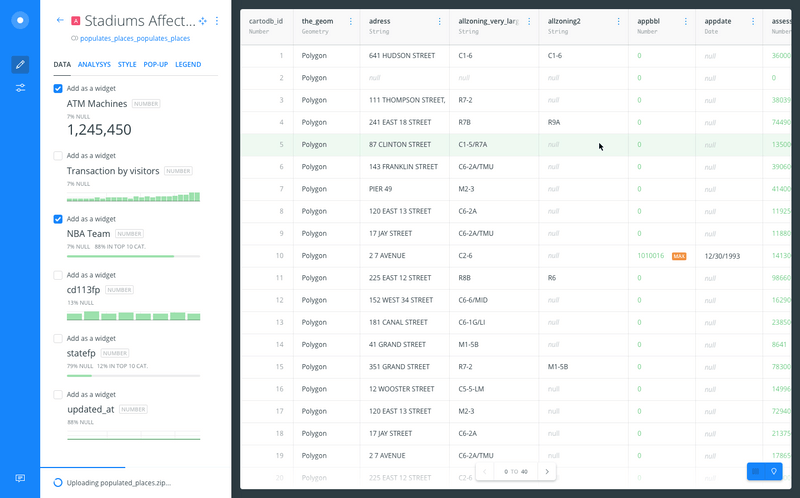 A Stadiums Affect...
populates_places_populates_places
DATA ANALYSYS STYLE POP-UP LEGEND
Add as a widget
ATM Machines NUMBER
7% NULL
1,245,450
Add as a widget
Transaction by visitors NUMBER
7% NULL
Add as a widget
NBA Team NUMBER
7% NULL 86% IN TOP 10 CAT.
Add as a widget
cd113fp NUMBER
13% NULL
Add as a widget
statefp NUMBER
79% NULL 12% IN TOP 10 CAT.
Add as a widget
updated_at NUMBER
88% NULL
Uploading populated_places.zip...
cartodb_id the_geom adress allzoning_very_larg allzoning2 appbbl appdate assess
Number Geometry String String String Number Date Number
1 Polygon 641 HUDSON STREET C1-6 C1-6 0 null 36000
2 Polygon null null null 0 null 0
3 Polygon 111 THOMPSON STREET, R7-2 null 0 null 38039
4 Polygon 241 EAST 18 STREET R7B R9A 0 null 74490
5 Polygon 87 CLINTON STREET C1-5/R7A null 0 null 13500
6 Polygon 143 FRANKLIN STREET C6-2A/TMU null 0 null 39060
7 Polygon PIER 49 M2-3 null 0 null 41400
8 Polygon 120 EAST 13 STREET C6-2A null 0 null 11925
9 Polygon 17 JAY STREET C6-2A/TMU null 0 null 11880
10 Polygon 2 7 AVENUE C2-6 null 1010016 MAX 12/30/1993 14130
11 Polygon 225 EAST 12 STREET R8B R6 0 null 98660
12 Polygon 152 WEST 34 STREET C6-6/MID null 0 null 16290
13 Polygon 181 CANAL STREET C6-1G/LI null 0 null 23850
14 Polygon 41 GRAND STREET M1-5B null 0 null 8641
15 Polygon 351 GRAND STREET R7-2 M1-5B 0 null 78300
16 Polygon 12 WOOSTER STREET C5-5-LM null 0 null 14996
17 Polygon 120 EAST 13 STREET M2-3 null 0 null 72940
18 Polygon 17 JAY STREET C6-2A null 0 null 21375
19 Polygon 2 7 AVENUE C6-2A/TMU null 0 null 17865
20 Polygon 225 EAST 12 STREET C2-6 null
0 TO 40